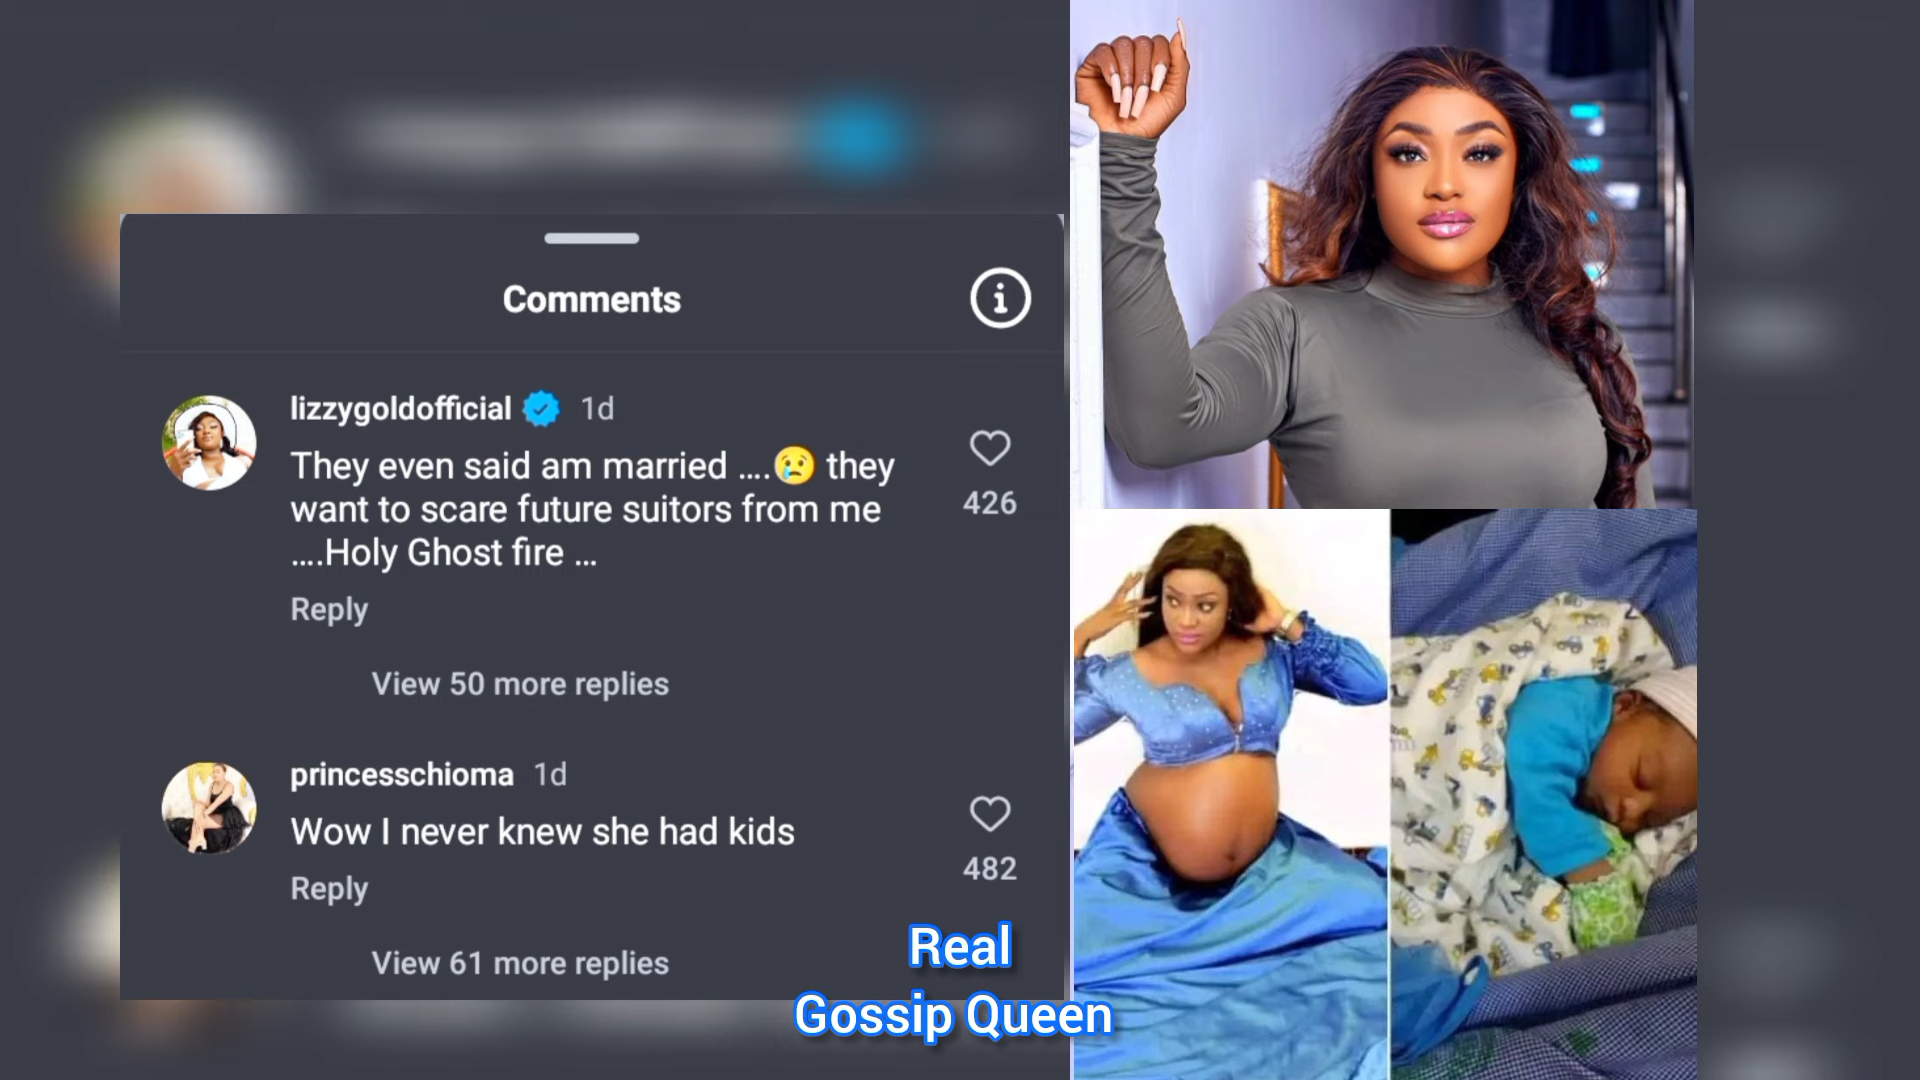 Comments
lizzygoldofficial 1d
They even said am married ....😢 they
want to scare future suitors from me
....Holy Ghost fire ...
426
Reply
View 50 more replies
princesschioma 1d
Wow I never knew she had kids
482
Reply
View 61 more replies
Real
Gossip Queen